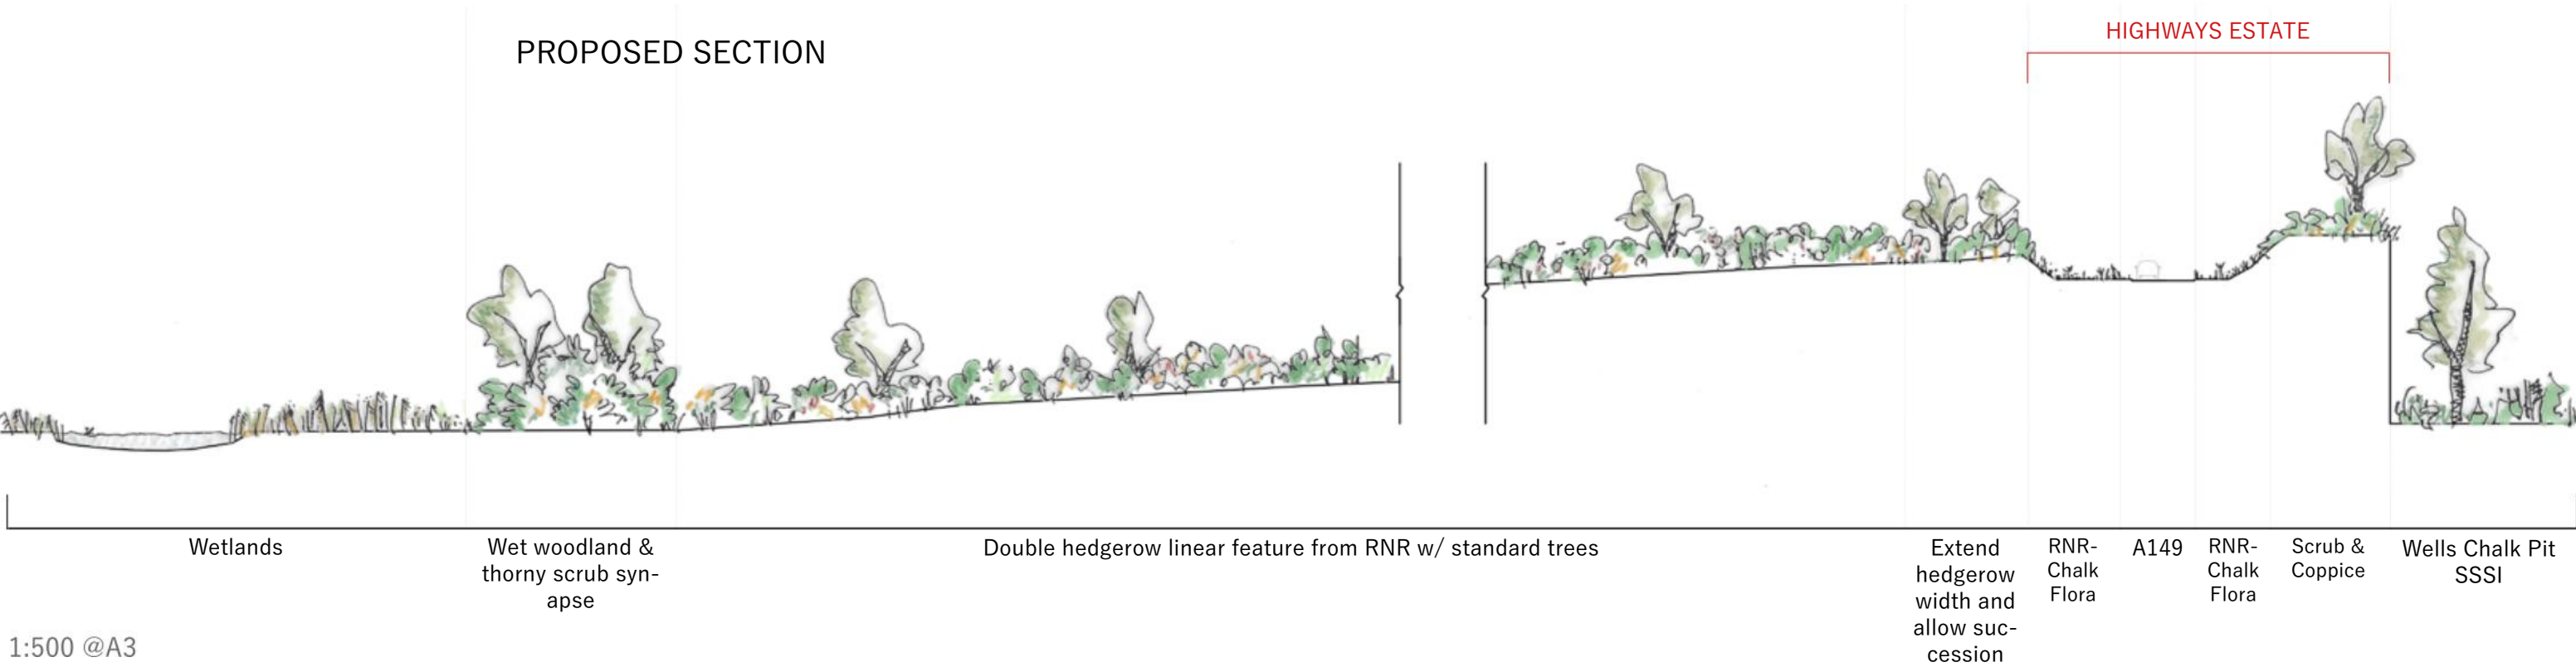 PROPOSED SECTION
HIGHWAYS ESTATE
Wetlands
Wet woodland &
thorny scrub syn-
apse
Double hedgerow linear feature from RNR w/ standard trees
Extend
hedgerow
width and
allow suc-
cession
RNR-
Chalk
Flora
A149
RNR-
Chalk
Flora
Scrub &
Coppice
Wells Chalk Pit
SSSI
1:500 @A3